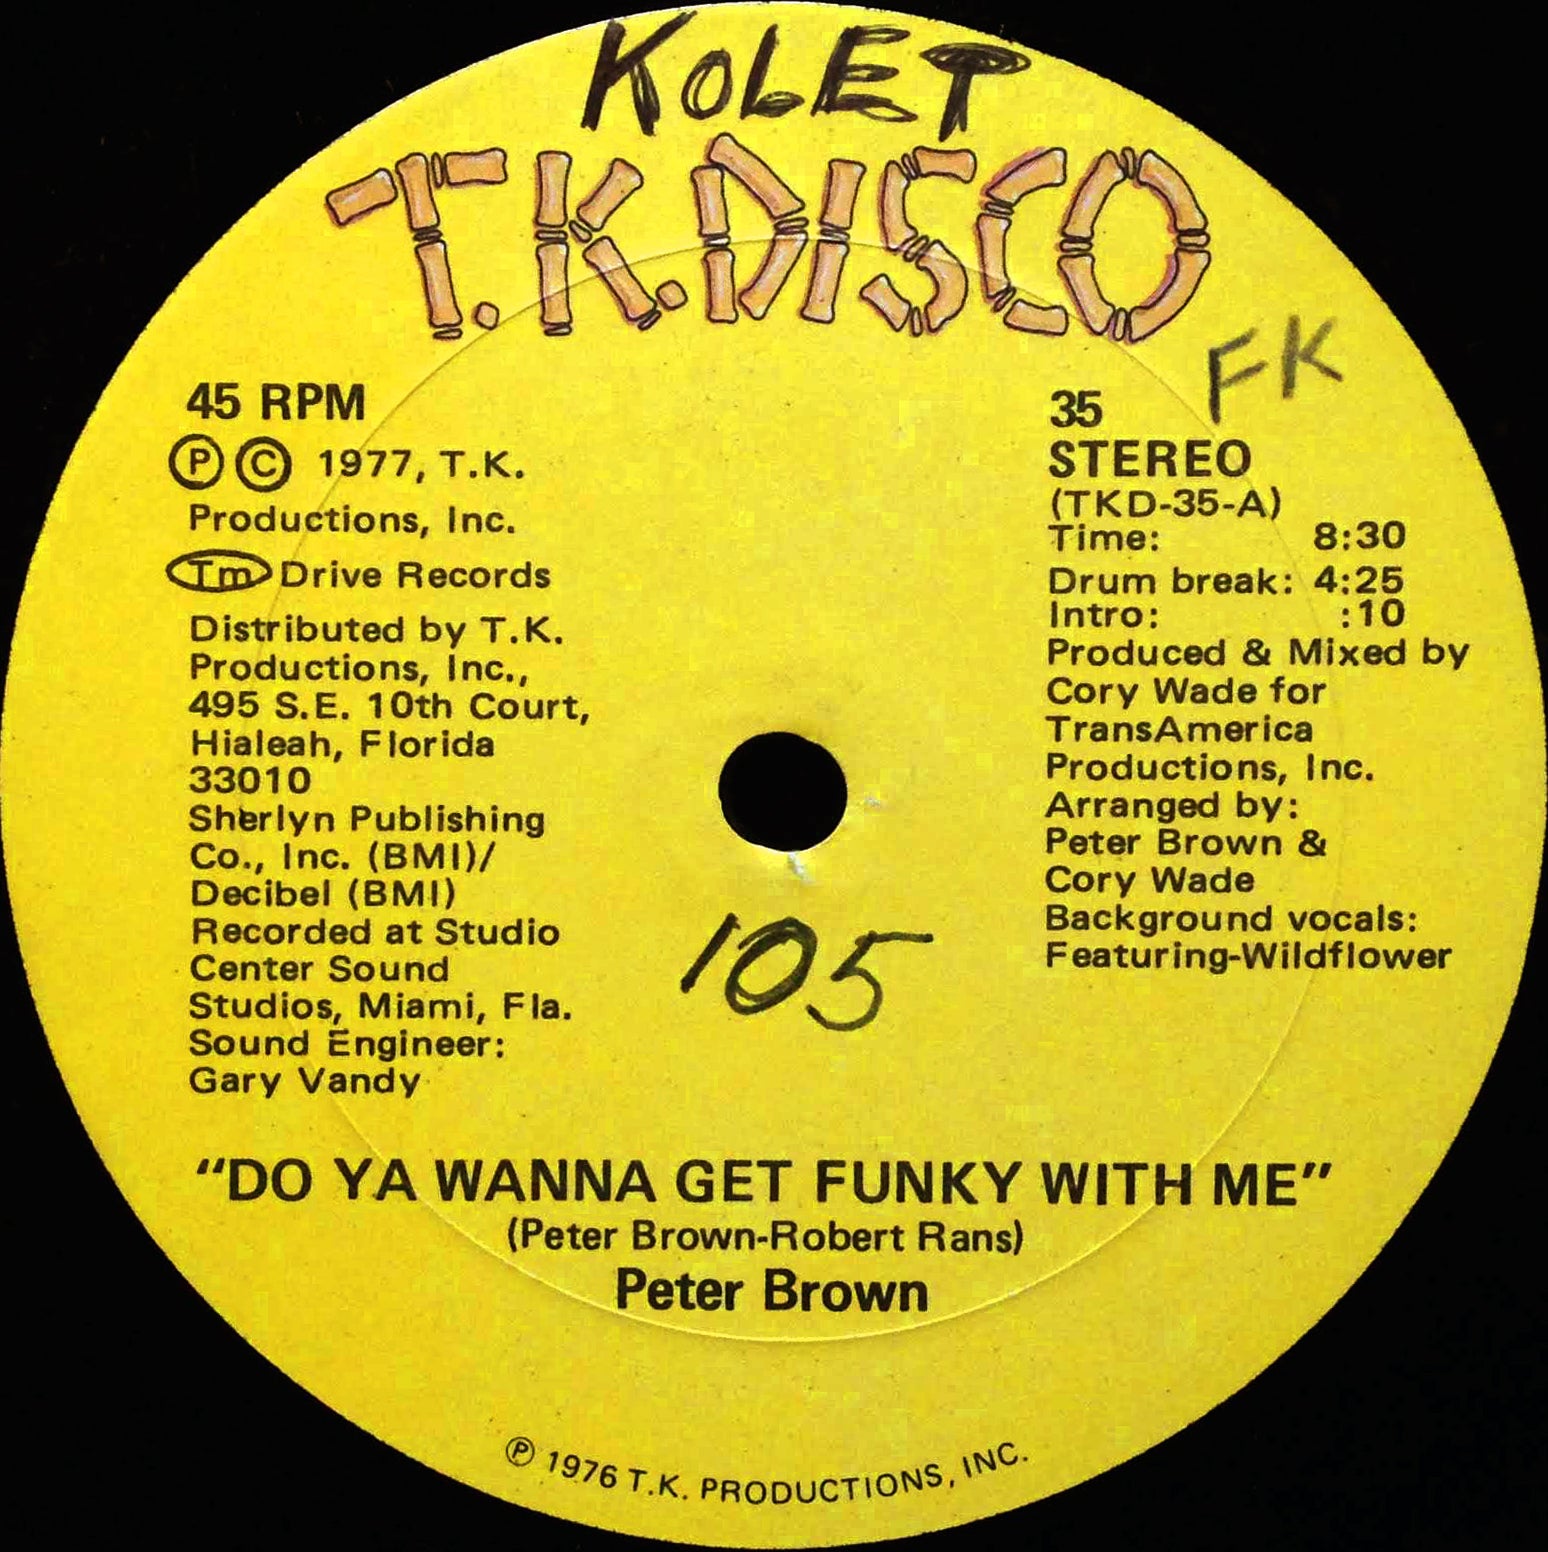 KOLET
T.K.DISCO
FK
45 RPM
Ⓟ © 1977, T.K.
Productions, Inc.
Tm Drive Records
Distributed by T.K.
Productions, Inc.,
495 S.E. 10th Court,
Hialeah, Florida
33010
Sherlyn Publishing
Co., Inc. (BMI)/
Decibel (BMI)
Recorded at Studio
Center Sound
Studios, Miami, Fla.
Sound Engineer:
Gary Vandy
35
STEREO
(TKD-35-A)
Time: 8:30
Drum break: 4:25
Intro: :10
Produced & Mixed by
Cory Wade for
TransAmerica
Productions, Inc.
Arranged by:
Peter Brown &
Cory Wade
Background vocals:
Featuring-Wildflower
105
"DO YA WANNA GET FUNKY WITH ME"
(Peter Brown-Robert Rans)
Peter Brown
Ⓟ 1976 T.K. PRODUCTIONS, INC.